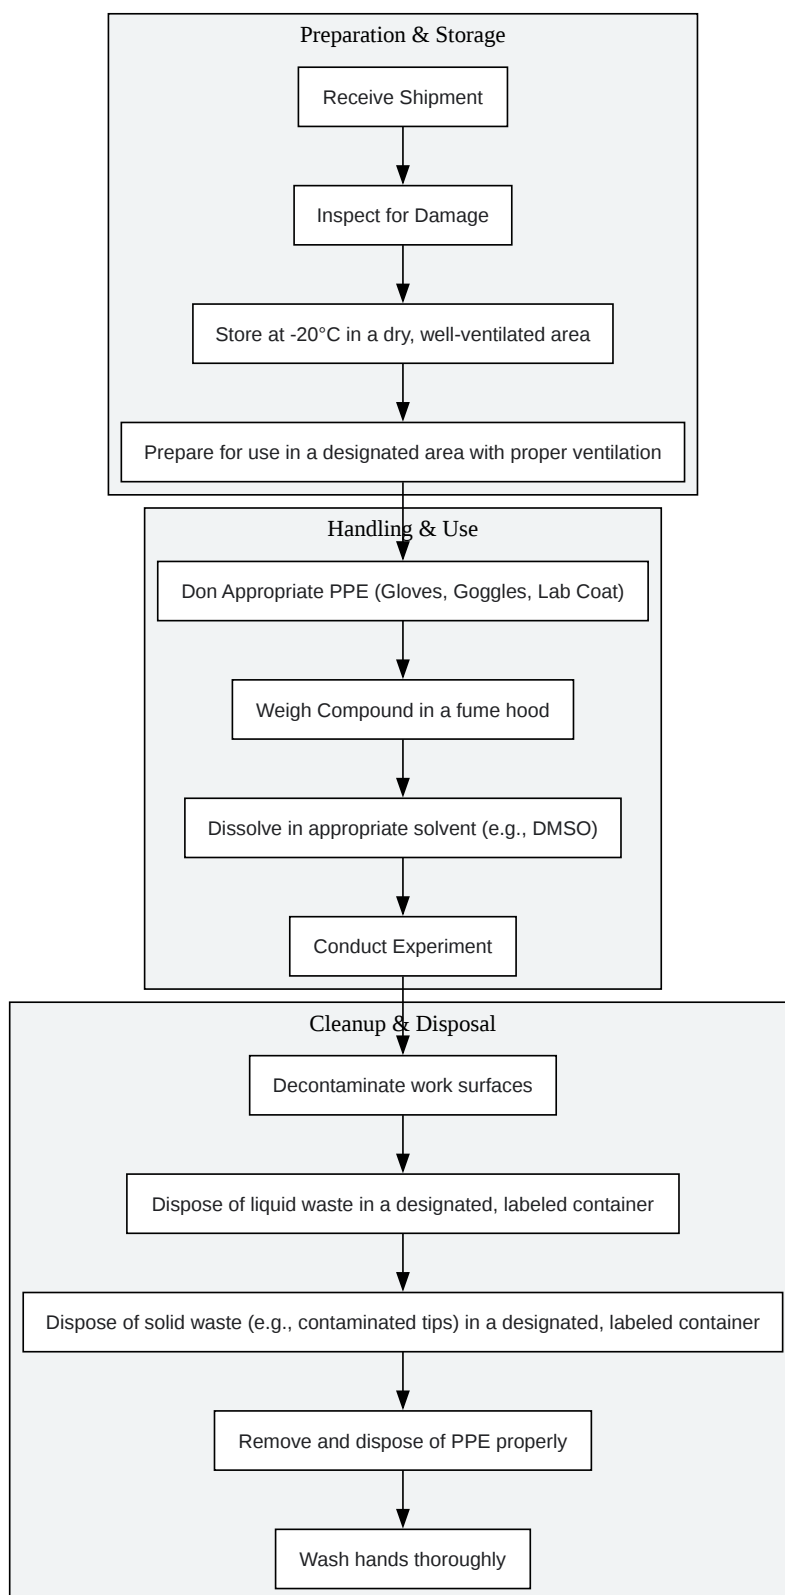 Preparation & Storage
Receive Shipment
Inspect for Damage
Store at -20°C in a dry, well-ventilated area
Prepare for use in a designated area with proper ventilation
Handling & Use
Don Appropriate PPE (Gloves, Goggles, Lab Coat)
Weigh Compound in a fume hood
Dissolve in appropriate solvent (e.g., DMSO)
Conduct Experiment
Cleanup & Disposal
Decontaminate work surfaces
Dispose of liquid waste in a designated, labeled container
Dispose of solid waste (e.g., contaminated tips) in a designated, labeled container
Remove and dispose of PPE properly
Wash hands thoroughly